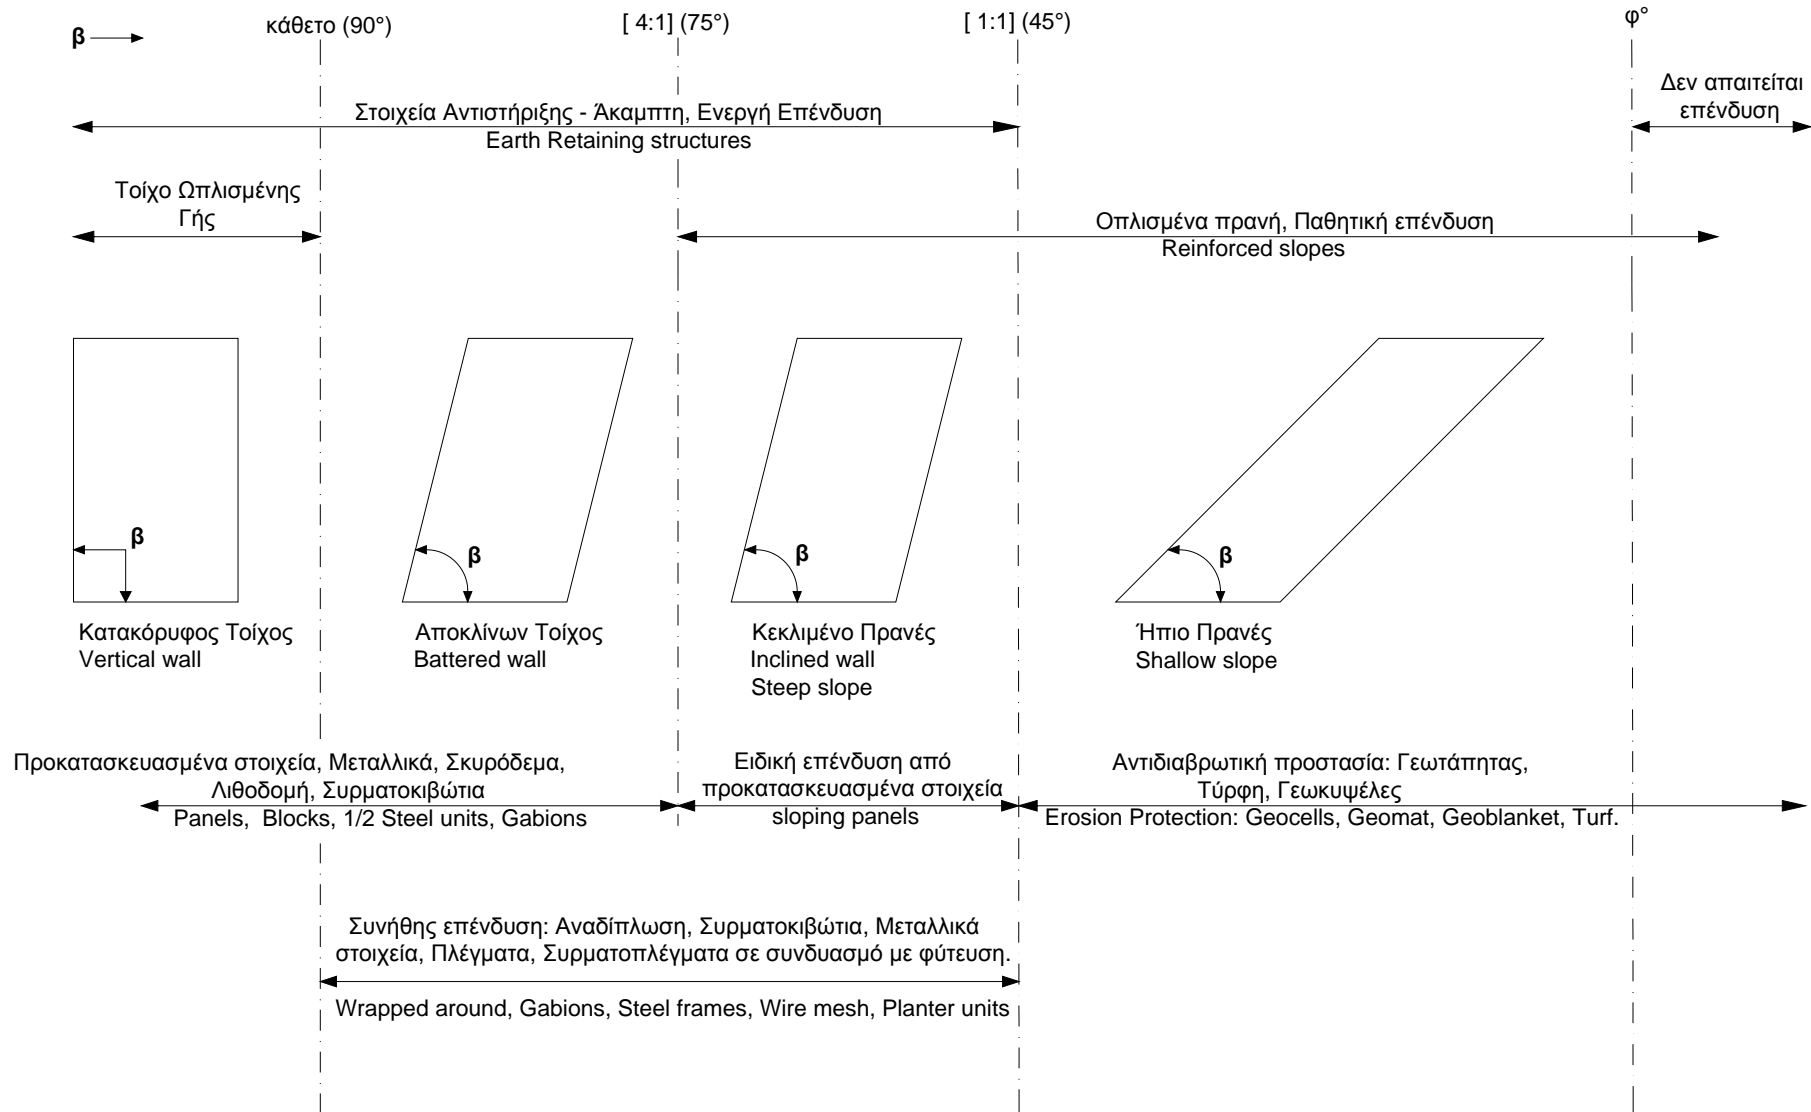 β
κάθετο (90°)
[ 4:1] (75°)
[ 1:1] (45°)
φ°
Δεν απαιτείται
επένδυση
Στοιχεία Αντιστήριξης - Άκαμπτη, Ενεργή Επένδυση
Earth Retaining structures
Τοίχο Ωπλισμένης
Γής
Οπλισμένα πρανή, Παθητική επένδυση
Reinforced slopes
β
β
β
β
Κατακόρυφος Τοίχος
Vertical wall
Αποκλίνων Τοίχος
Battered wall
Κεκλιμένο Πρανές
Inclined wall
Steep slope
Ήπιο Πρανές
Shallow slope
Προκατασκευασμένα στοιχεία, Μεταλλικά, Σκυρόδεμα,
Λιθοδομή, Συρματοκιβώτια
Panels, Blocks, 1/2 Steel units, Gabions
Ειδική επένδυση από
προκατασκευασμένα στοιχεία
sloping panels
Αντιδιαβρωτική προστασία: Γεωτάπητας,
Τύρφη, Γεωκυψέλες
Erosion Protection: Geocells, Geomat, Geoblanket, Turf.
Συνήθης επένδυση: Αναδίπλωση, Συρματοκιβώτια, Μεταλλικά
στοιχεία, Πλέγματα, Συρματοπλέγματα σε συνδυασμό με φύτευση.
Wrapped around, Gabions, Steel frames, Wire mesh, Planter units